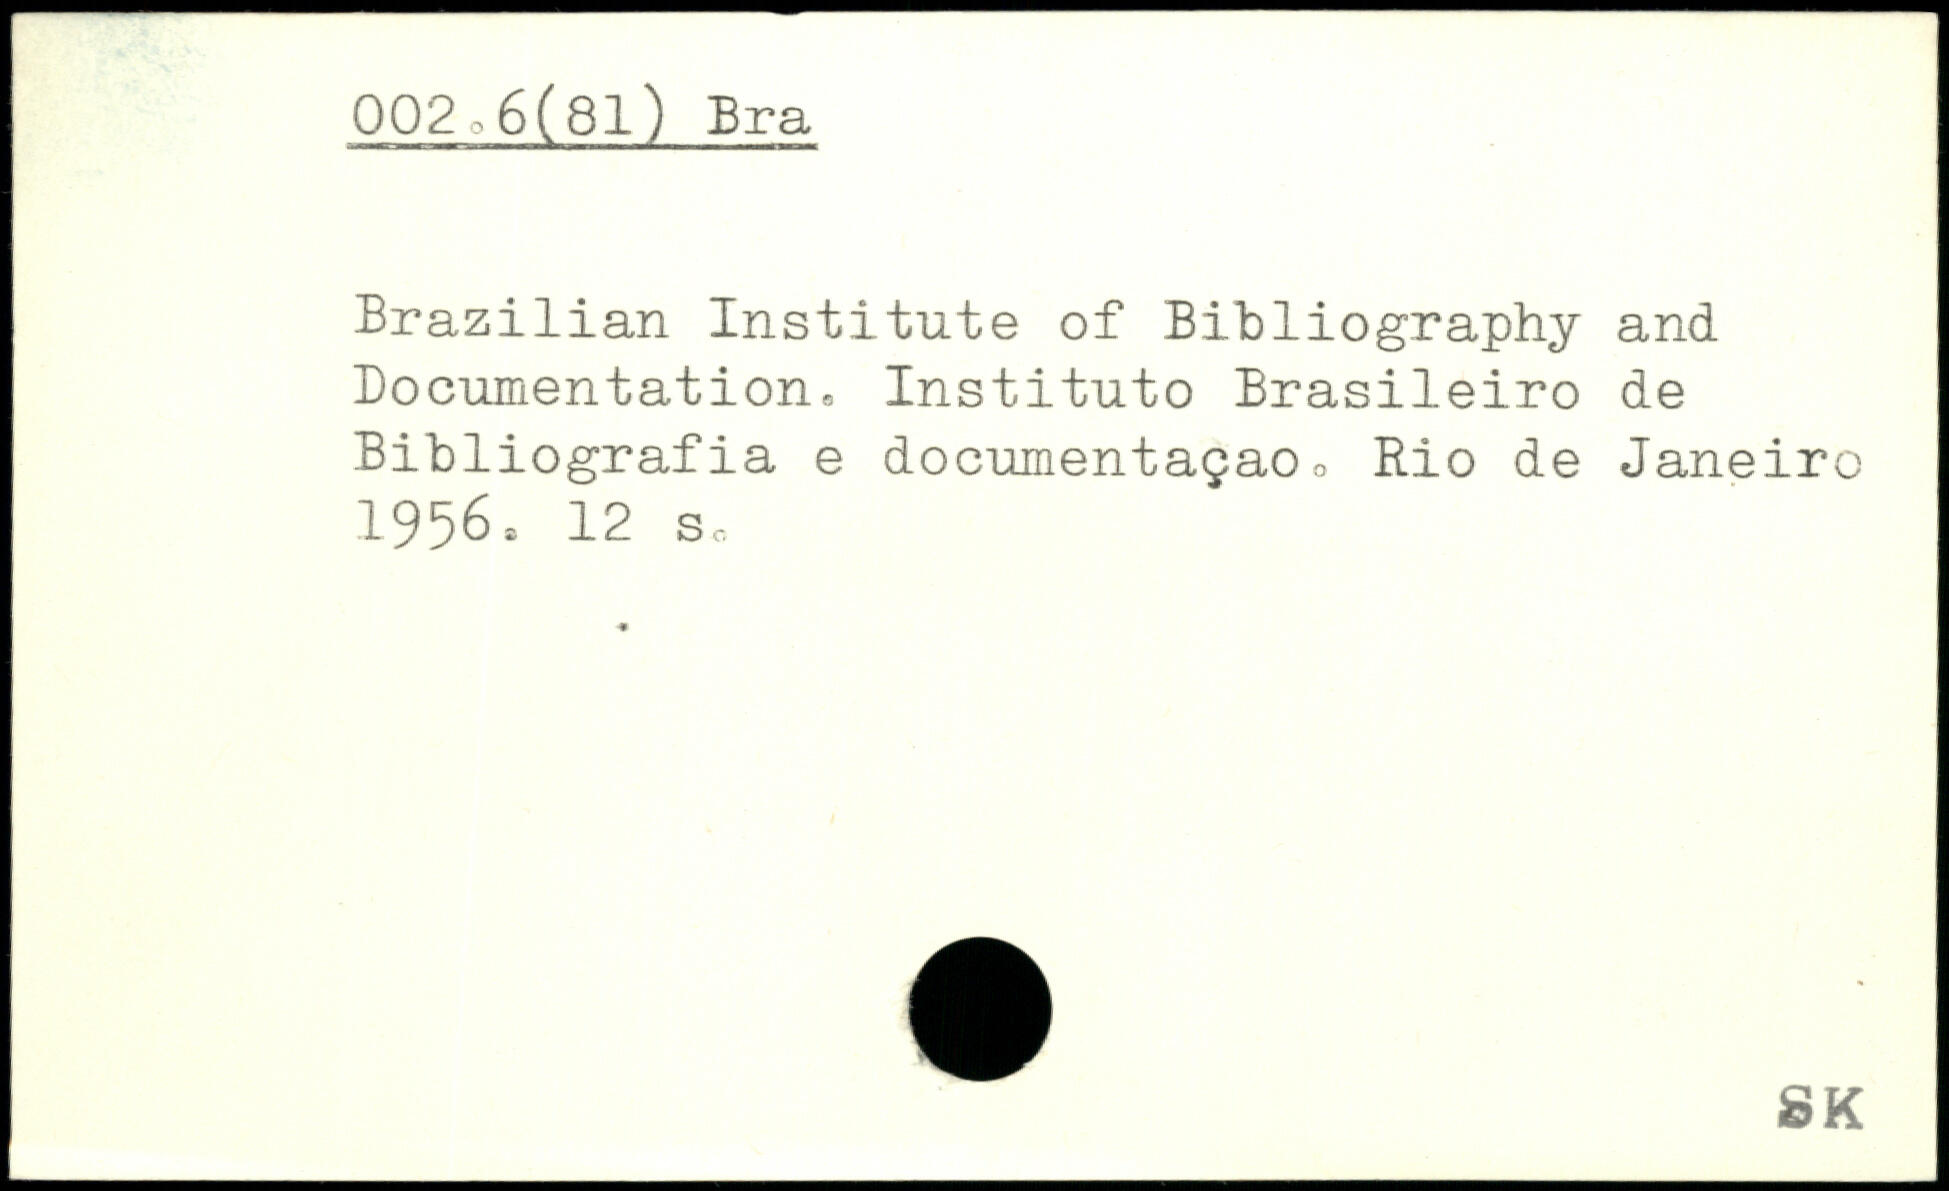 002.6(81) Bra
Brazilian Institute of Bibliography and
Documentation. Instituto Brasileiro de
Bibliografia e documentaçao. Rio de Janeiro
1956. 12 s.
SK